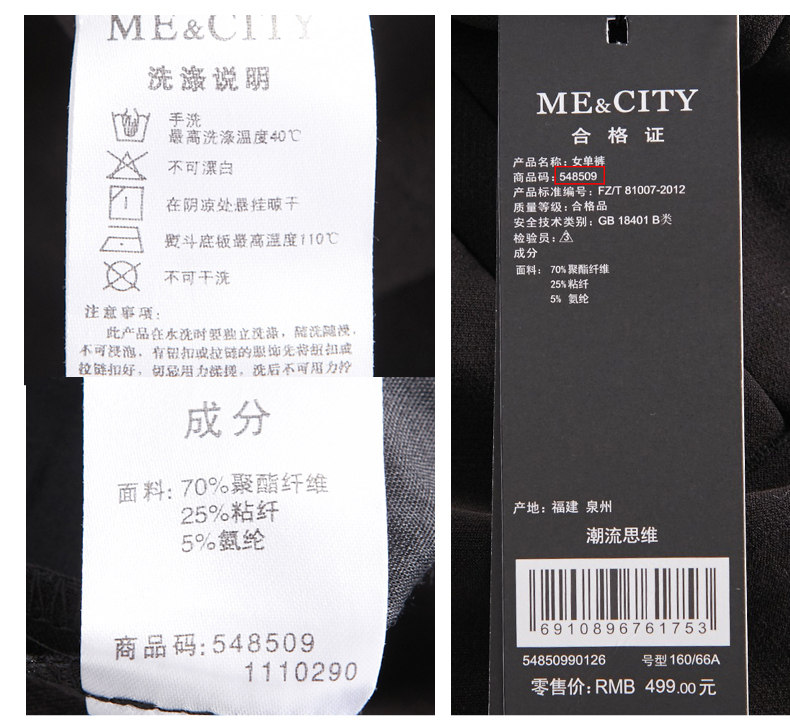 ME&CITY
洗涤说明
手洗
最高洗涤温度40℃
不可漂白
在阴凉处悬挂晾干
熨斗底板最高温度110℃
不可干洗
注意事项:
此产品在水洗时要独立洗涤，随洗随漫，
不可浸泡，有钮扣或拉链的服饰先将钮扣或
拉链扣好，切忌用力揉搓，洗后不可用力拧
成分
面料: 70%聚酯纤维
25%粘纤
5%氨纶
商品码: 548509
1110290
ME&CITY
合格证
产品名称: 女单裤
商品码: 548509
产品标准编号: FZ/T 81007-2012
质量等级: 合格品
安全技术类别: GB 18401 B类
检验员: 3
成分
面料: 70%聚酯纤维
25%粘纤
5% 氨纶
产地: 福建 泉州
潮流思维
6910896761753
54850990126 号型160/66A
零售价: RMB 499.00元